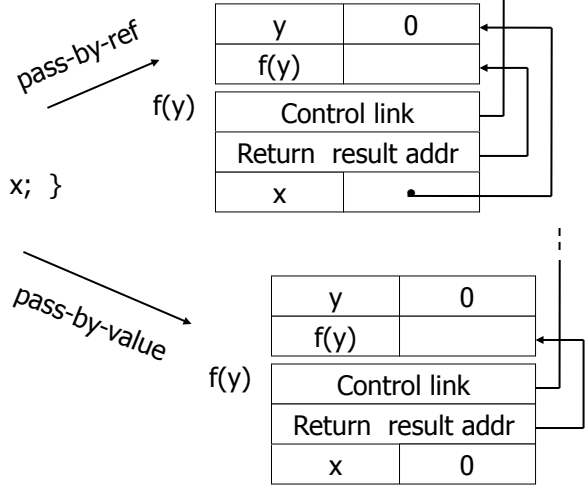 pass-by-ref
y 0
f(y)
f(y) Control link
Return result addr
x
x; }
pass-by-value
y 0
f(y)
f(y) Control link
Return result addr
x 0